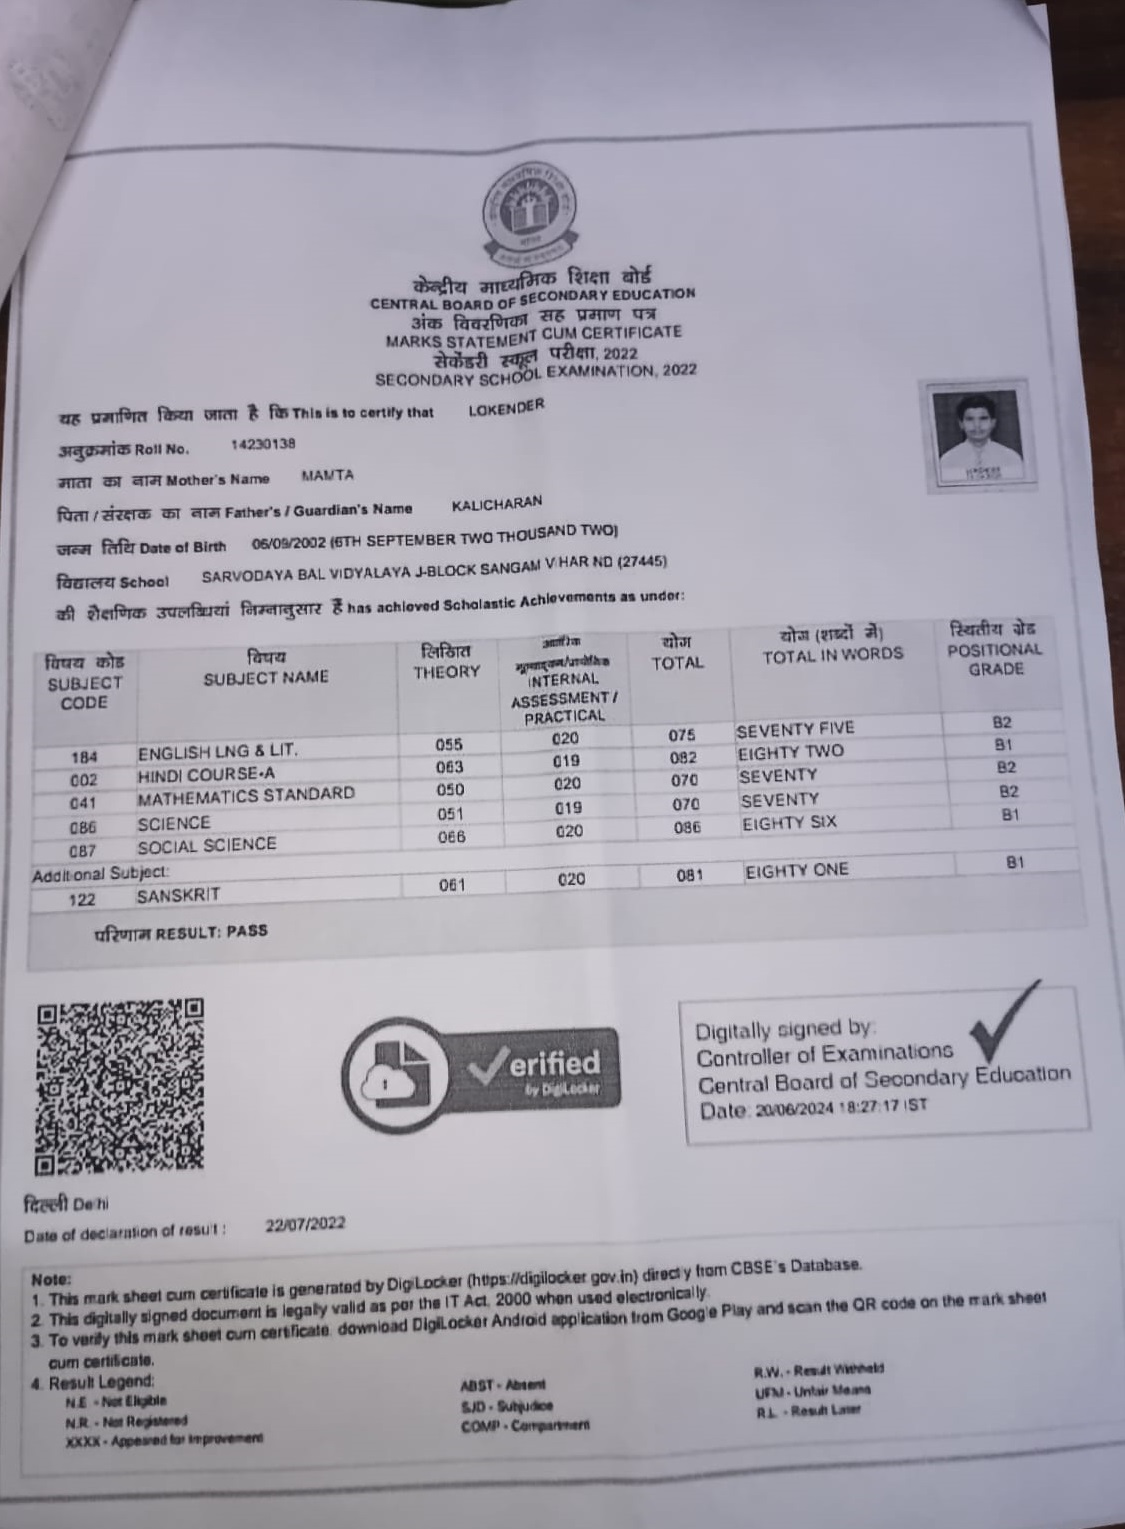 केन्द्रीय माध्यमिक शिक्षा बोर्ड
CENTRAL BOARD OF SECONDARY EDUCATION
अंक विवरणिका सह प्रमाण पत्र
MARKS STATEMENT CUM CERTIFICATE
सेकेंडरी स्कूल परीक्षा, 2022
SECONDARY SCHOOL EXAMINATION, 2022
यह प्रमाणित किया जाता है कि This is to certify that LOKENDER
अनुक्रमांक Roll No. 14230138
माता का नाम Mother's Name MAMTA
पिता / संरक्षक का नाम Father's / Guardian's Name KALICHARAN
जन्म तिथि Date of Birth 06/09/2002 (6TH SEPTEMBER TWO THOUSAND TWO)
विद्यालय School SARVODAYA BAL VIDYALAYA J-BLOCK SANGAM VIHAR ND (27445)
की शैक्षणिक उपलब्धियां निम्नानुसार हैं has achieved Scholastic Achievements as under:
विषय कोड SUBJECT CODE विषय SUBJECT NAME लिखित THEORY आन्तरिक मूल्यांकन/प्रायोगिक INTERNAL ASSESSMENT / PRACTICAL योग TOTAL योग (शब्दों में) TOTAL IN WORDS स्थितीय ग्रेड POSITIONAL GRADE
184 ENGLISH LNG & LIT. 055 020 075 SEVENTY FIVE B2
002 HINDI COURSE-A 063 019 082 EIGHTY TWO B1
041 MATHEMATICS STANDARD 050 020 070 SEVENTY B2
086 SCIENCE 051 019 070 SEVENTY B2
087 SOCIAL SCIENCE 066 020 086 EIGHTY SIX B1
Additional Subject:
122 SANSKRIT 061 020 081 EIGHTY ONE B1
परिणाम RESULT: PASS
Verified
by DigiLocker
Digitally signed by:
Controller of Examinations
Central Board of Secondary Education
Date: 20/06/2024 18:27:17 IST
दिल्ली Delhi
Date of declaration of result : 22/07/2022
Note:
1. This mark sheet cum certificate is generated by DigiLocker (https://digilocker.gov.in) directly from CBSE's Database.
2. This digitally signed document is legally valid as per the IT Act, 2000 when used electronically.
3. To verify this mark sheet cum certificate, download DigiLocker Android application from Google Play and scan the QR code on the mark sheet
cum certificate.
4. Result Legend:
N.E - Not Eligible ABST - Absent R.W. - Result Withheld
N.R. - Not Registered SJD - Subjudice UFM - Unfair Means
XXXX - Appeared for Improvement COMP - Compartment R.L. - Result Later